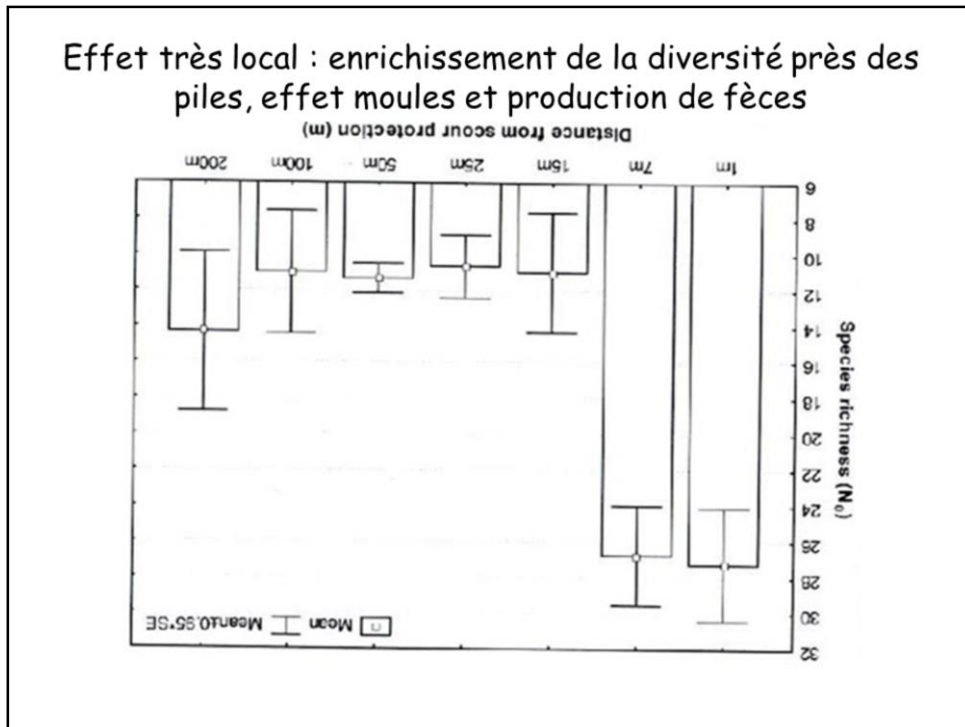 Effet très local : enrichissement de la diversité près des
piles, effet moules et production de fèces
Distance from scour protection (m)
1m 7m 15m 25m 50m 100m 200m
Species richness (N₀)
6
8
10
12
14
16
18
20
22
24
26
28
30
32
Mean Mean±0.95*SE